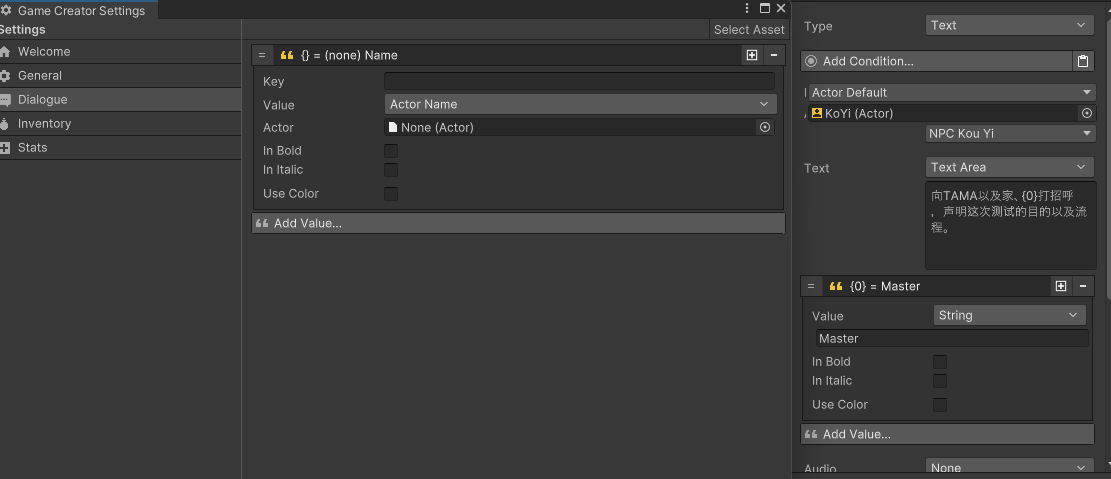 Game Creator Settings
Settings
Select Asset
Welcome
General
Dialogue
Inventory
Stats
= {} = (none) Name
Key
Value Actor Name
Actor None (Actor)
In Bold
In Italic
Use Color
Add Value...
Type Text
Add Condition...
Actor Default
KoYi (Actor)
NPC Kou Yi
Text Text Area
向TAMA以及家、{0}打招呼
，声明这次测试的目的以及流
程。
= {0} = Master
Value String
Master
In Bold
In Italic
Use Color
Add Value...
Audio None